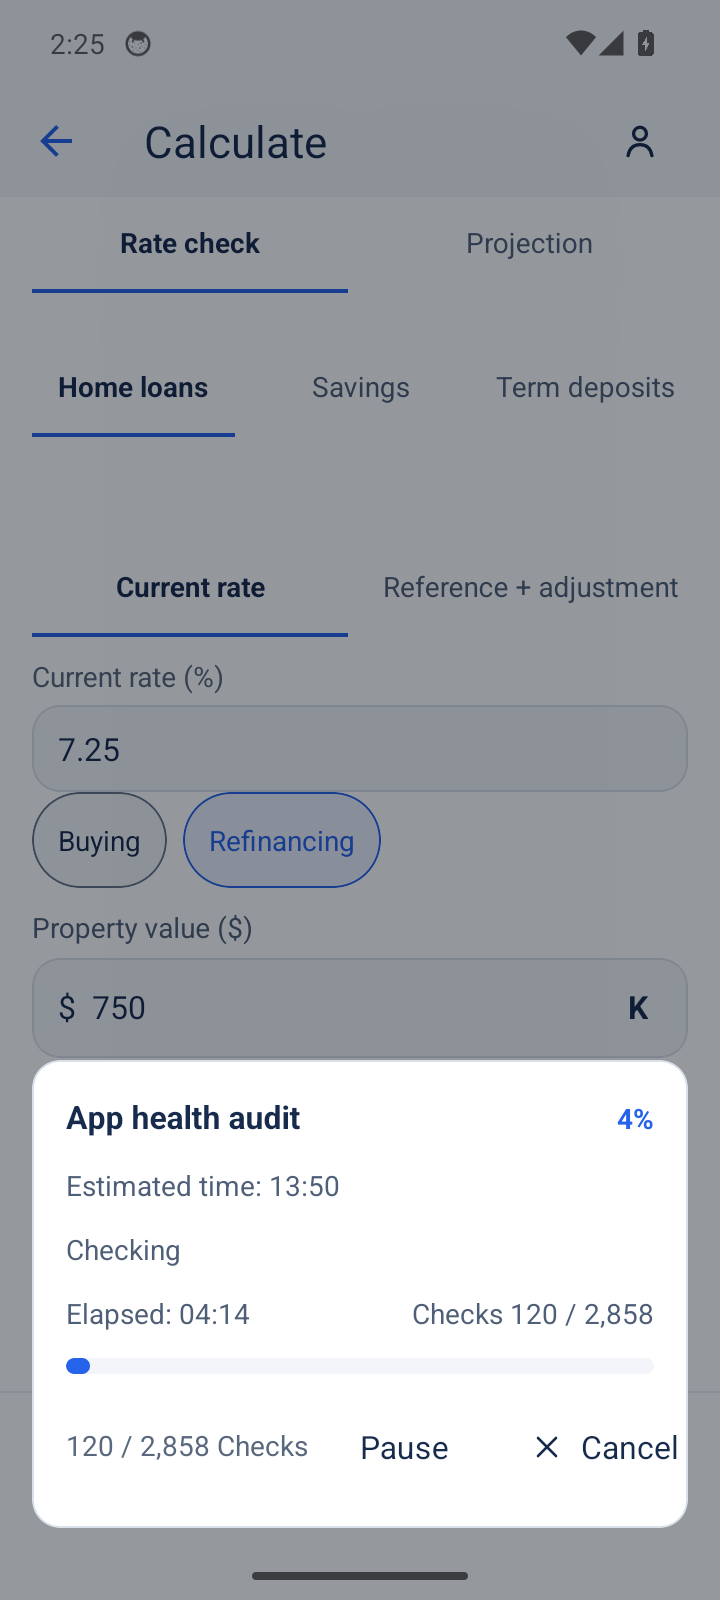 2:25
Calculate
Rate check Projection
Home loans Savings Term deposits
Current rate Reference + adjustment
Current rate (%)
7.25
Buying Refinancing
Property value ($)
$ 750 K
App health audit 4%
Estimated time: 13:50
Checking
Elapsed: 04:14 Checks 120 / 2,858
120 / 2,858 Checks Pause Cancel